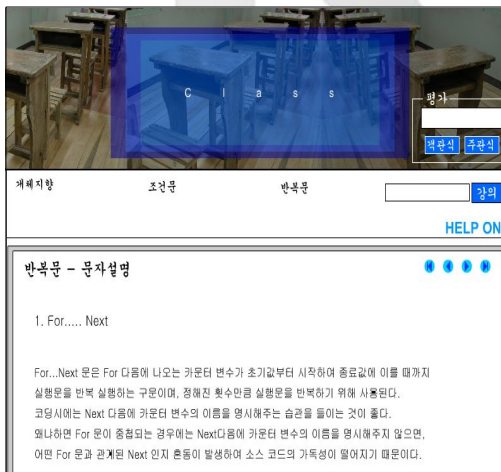 Class
평가
객관식 주관식
개체지향 조건문 반복문 강의
HELP ON
반복문 – 문자설명
1. For..... Next
For...Next 문은 For 다음에 나오는 카운터 변수가 초기값부터 시작하여 종료값에 이를 때까지
실행문을 반복 실행하는 구문이며, 정해진 횟수만큼 실행문을 반복하기 위해 사용된다.
코딩시에는 Next 다음에 카운터 변수의 이름을 명시해주는 습관을 들이는 것이 좋다.
왜냐하면 For 문이 중첩되는 경우에는 Next다음에 카운터 변수의 이름을 명시해주지 않으면,
어떤 For 문과 관계된 Next 인지 혼동이 발생하여 소스 코드의 가독성이 떨어지기 때문이다.